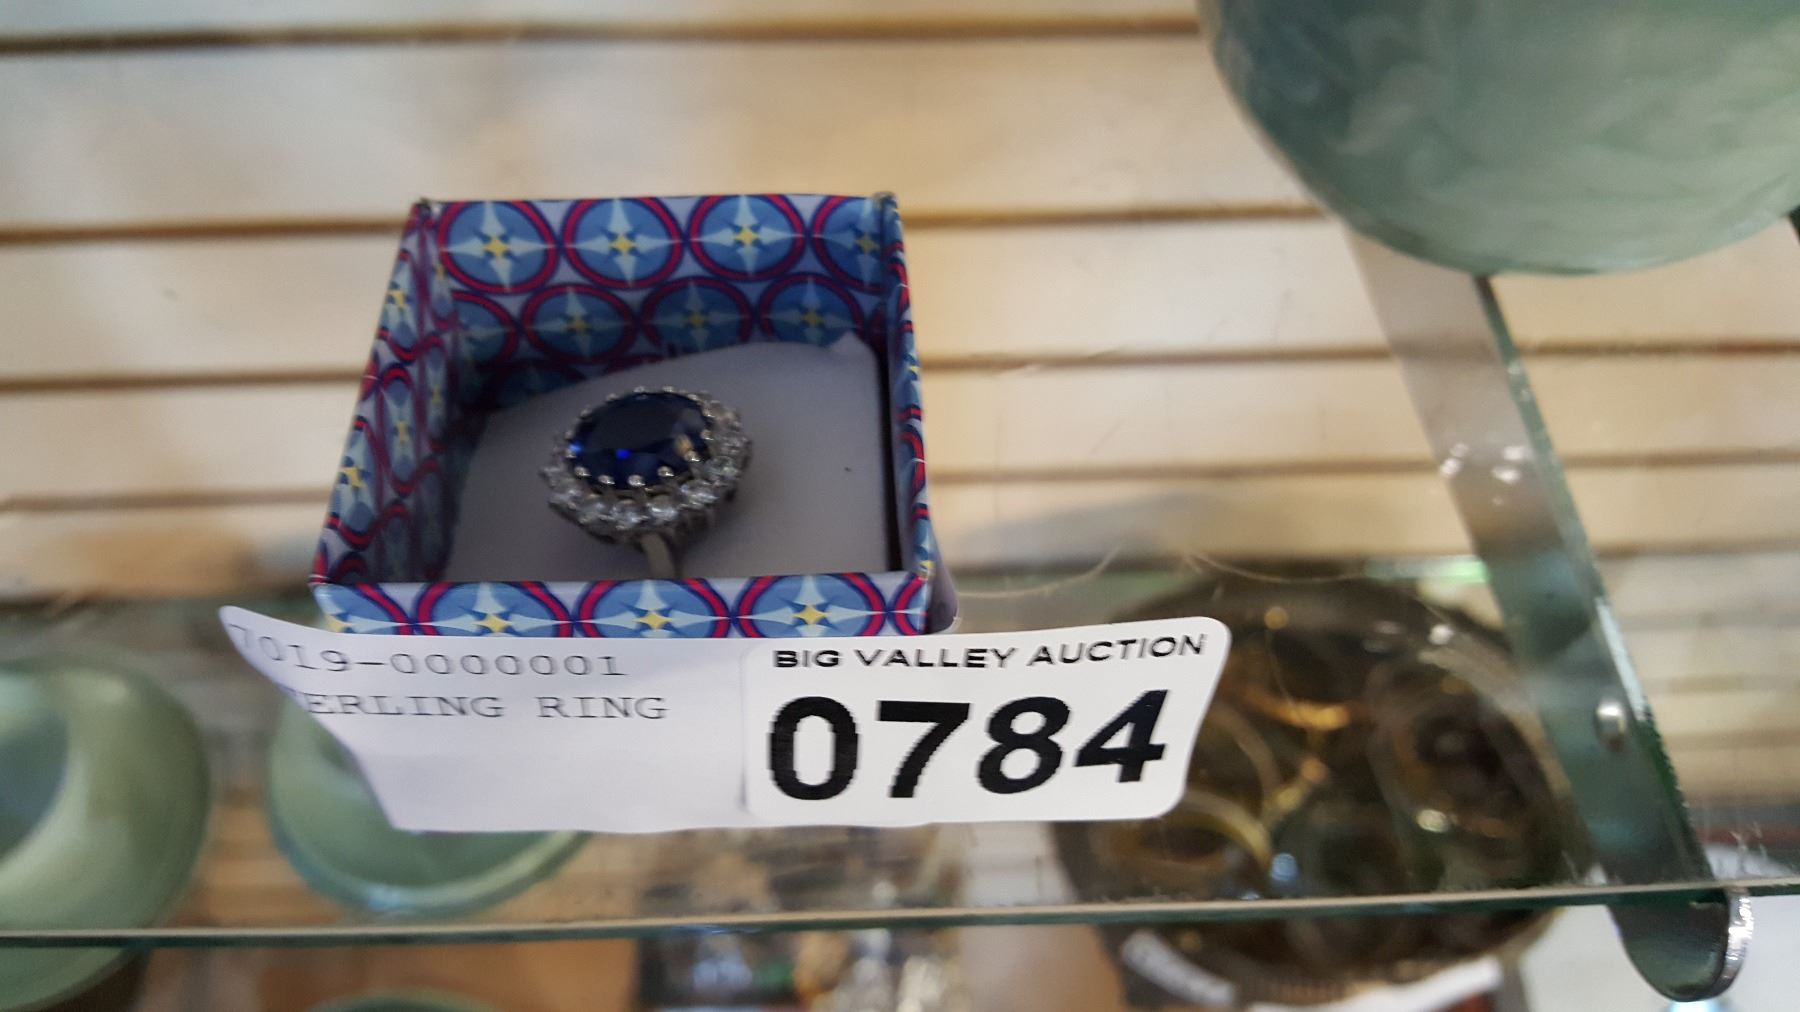 7019-0000001
ERLING RING
BIG VALLEY AUCTION
0784